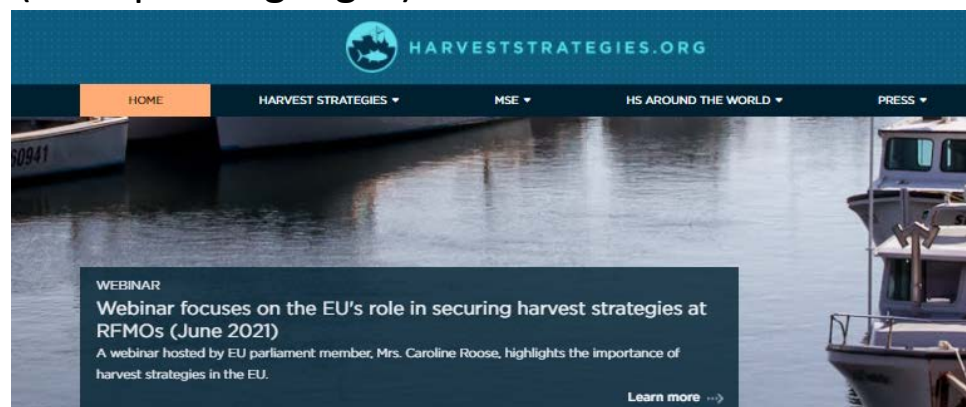 HARVESTSTRATEGIES.ORG
HOME HARVEST STRATEGIES MSE HS AROUND THE WORLD PRESS
60941
WEBINAR
Webinar focuses on the EU's role in securing harvest strategies at
RFMOs (June 2021)
A webinar hosted by EU parliament member, Mrs. Caroline Roose, highlights the importance of
harvest strategies in the EU.
Learn more